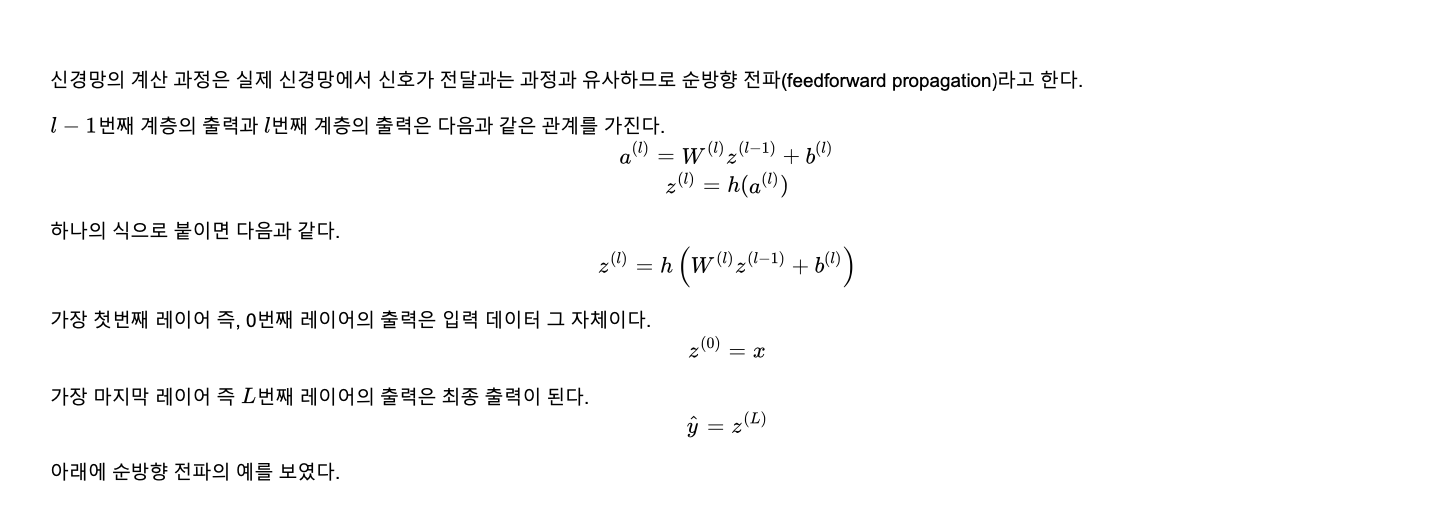 신경망의 계산 과정은 실제 신경망에서 신호가 전달과는 과정과 유사하므로 순방향 전파(feedforward propagation)라고 한다.
l − 1번째 계층의 출력과 l번째 계층의 출력은 다음과 같은 관계를 가진다.
a^{(l)} = W^{(l)} z^{(l−1)} + b^{(l)}
z^{(l)} = h(a^{(l)})
하나의 식으로 붙이면 다음과 같다.
z^{(l)} = h (W^{(l)} z^{(l−1)} + b^{(l)})
가장 첫번째 레이어 즉, 0번째 레이어의 출력은 입력 데이터 그 자체이다.
z^{(0)} = x
가장 마지막 레이어 즉 L번째 레이어의 출력은 최종 출력이 된다.
ŷ = z^{(L)}
아래에 순방향 전파의 예를 보였다.